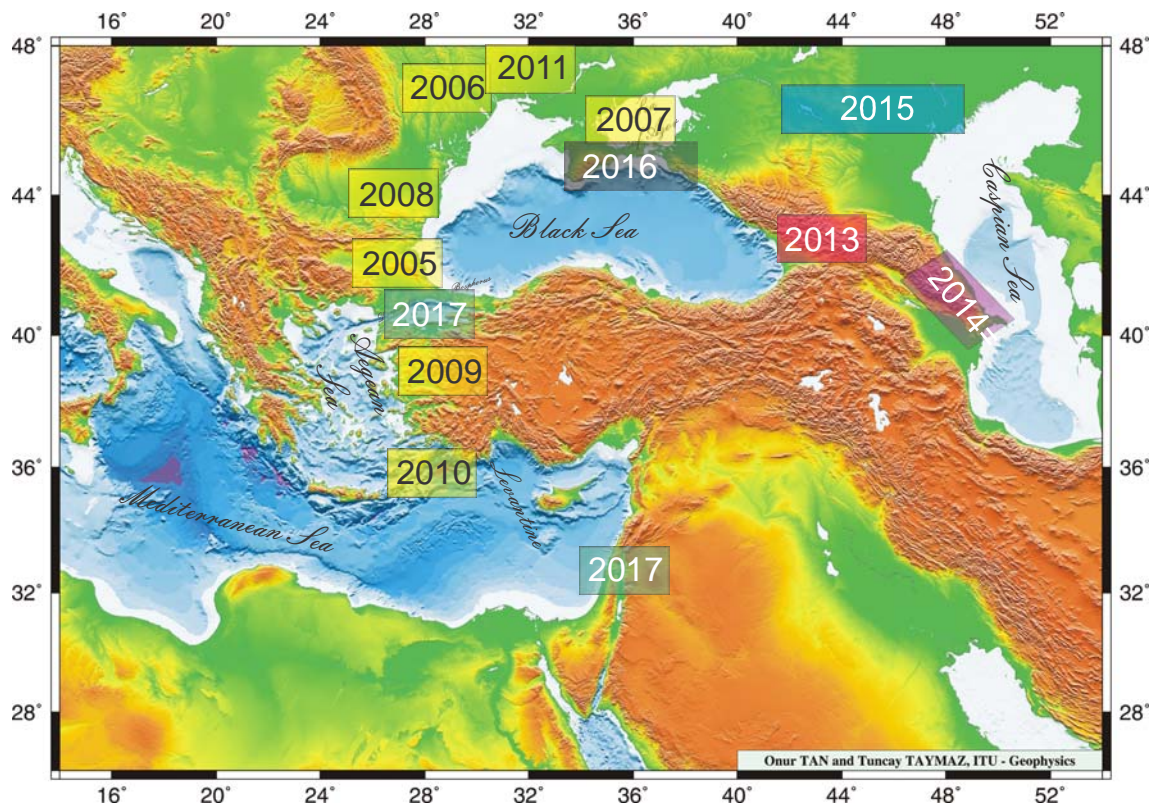 16° 20° 24° 28° 32° 36° 40° 44° 48° 52°
48° 48°
2011
2006
2015
2007
2016
44° 2008 44°
Caspian Sea
Black Sea
2013
2005
Bosphorus
2014
2017
40° 40°
Aegean
Sea
2009
36° 2010 36°
Levantine
Mediterranean Sea
2017
32° 32°
28° 28°
Onur TAN and Tuncay TAYMAZ, ITU - Geophysics
16° 20° 24° 28° 32° 36° 40° 44° 48° 52°